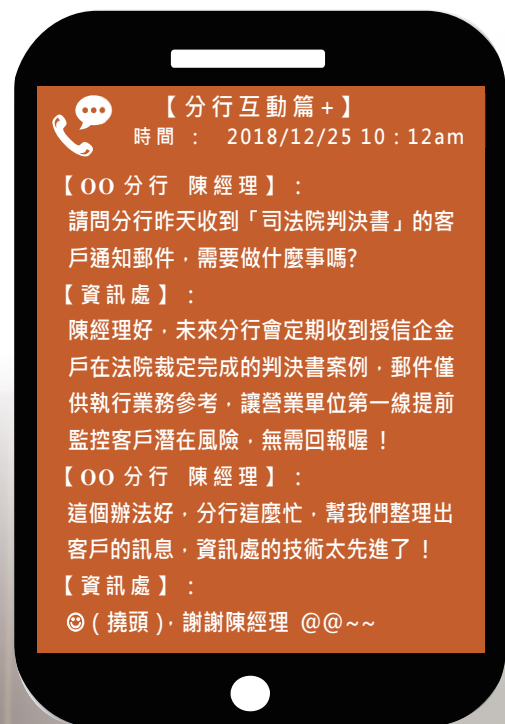 【分行互動篇+】
時間 : 2018/12/25 10:12am
【OO 分行 陳經理】:
請問分行昨天收到「司法院判決書」的客
戶通知郵件,需要做什麼事嗎?
【資訊處】:
陳經理好,未來分行會定期收到授信企金
戶在法院裁定完成的判決書案例,郵件僅
供執行業務參考,讓營業單位第一線提前
監控客戶潛在風險,無需回報喔!
【OO 分行 陳經理】:
這個辦法好,分行這麼忙,幫我們整理出
客戶的訊息,資訊處的技術太先進了!
【資訊處】:
☺(撓頭),謝謝陳經理 @@~~